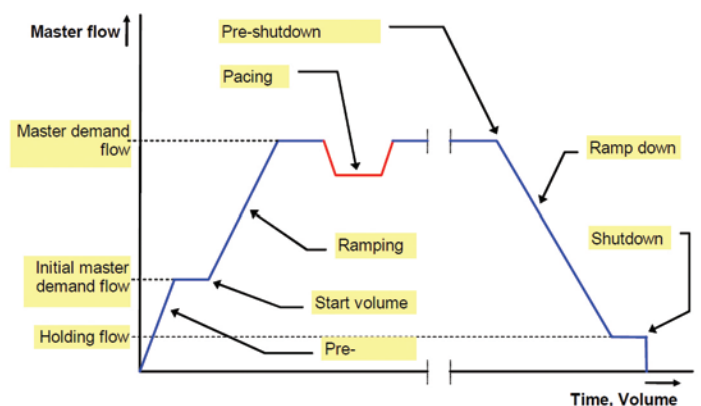 Master flow
Pre-shutdown
Pacing
Master demand
flow
Ramp down
Ramping
Shutdown
Initial master
demand flow
Start volume
Holding flow
Pre-
Time, Volume